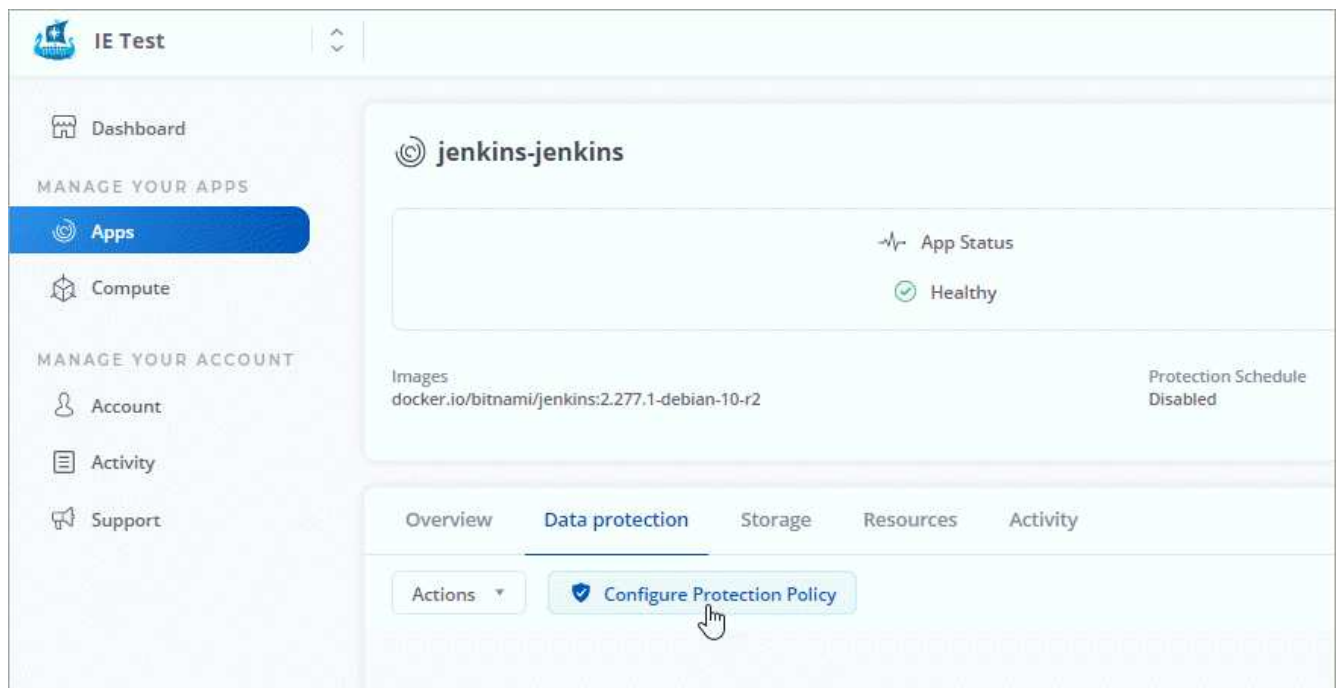 IE Test
Dashboard
MANAGE YOUR APPS
Apps
Compute
MANAGE YOUR ACCOUNT
Account
Activity
Support
jenkins-jenkins
App Status
Healthy
Images
docker.io/bitnami/jenkins:2.277.1-debian-10-r2
Protection Schedule
Disabled
Overview Data protection Storage Resources Activity
Actions Configure Protection Policy